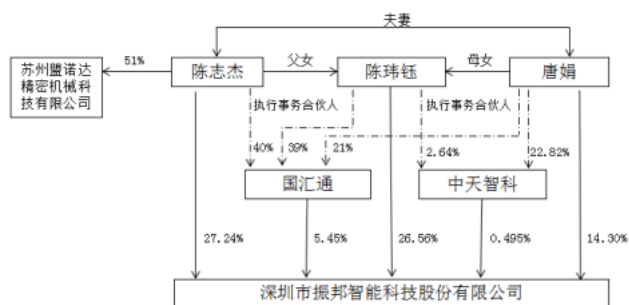 夫妻
苏州盟诺达
精密机械科
技有限公司
51%
陈志杰
父女
陈玮钰
母女
唐娟
执行事务合伙人
执行事务合伙人
40%
39%
21%
2.64%
22.82%
国汇通
中天智科
27.24%
5.45%
26.56%
0.495%
14.30%
深圳市振邦智能科技股份有限公司